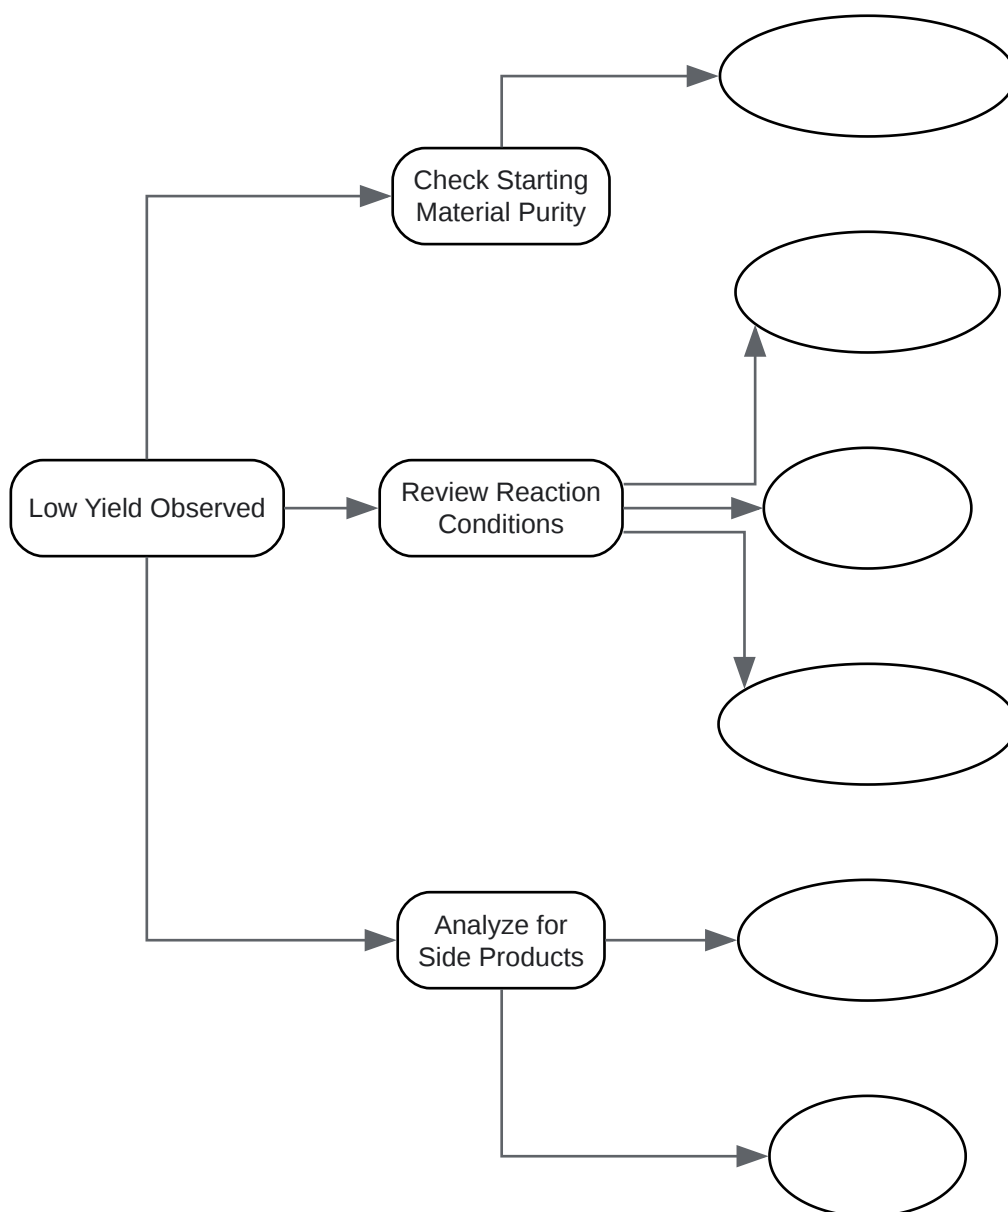 Check Starting
Material Purity
Low Yield Observed
Review Reaction
Conditions
Analyze for
Side Products